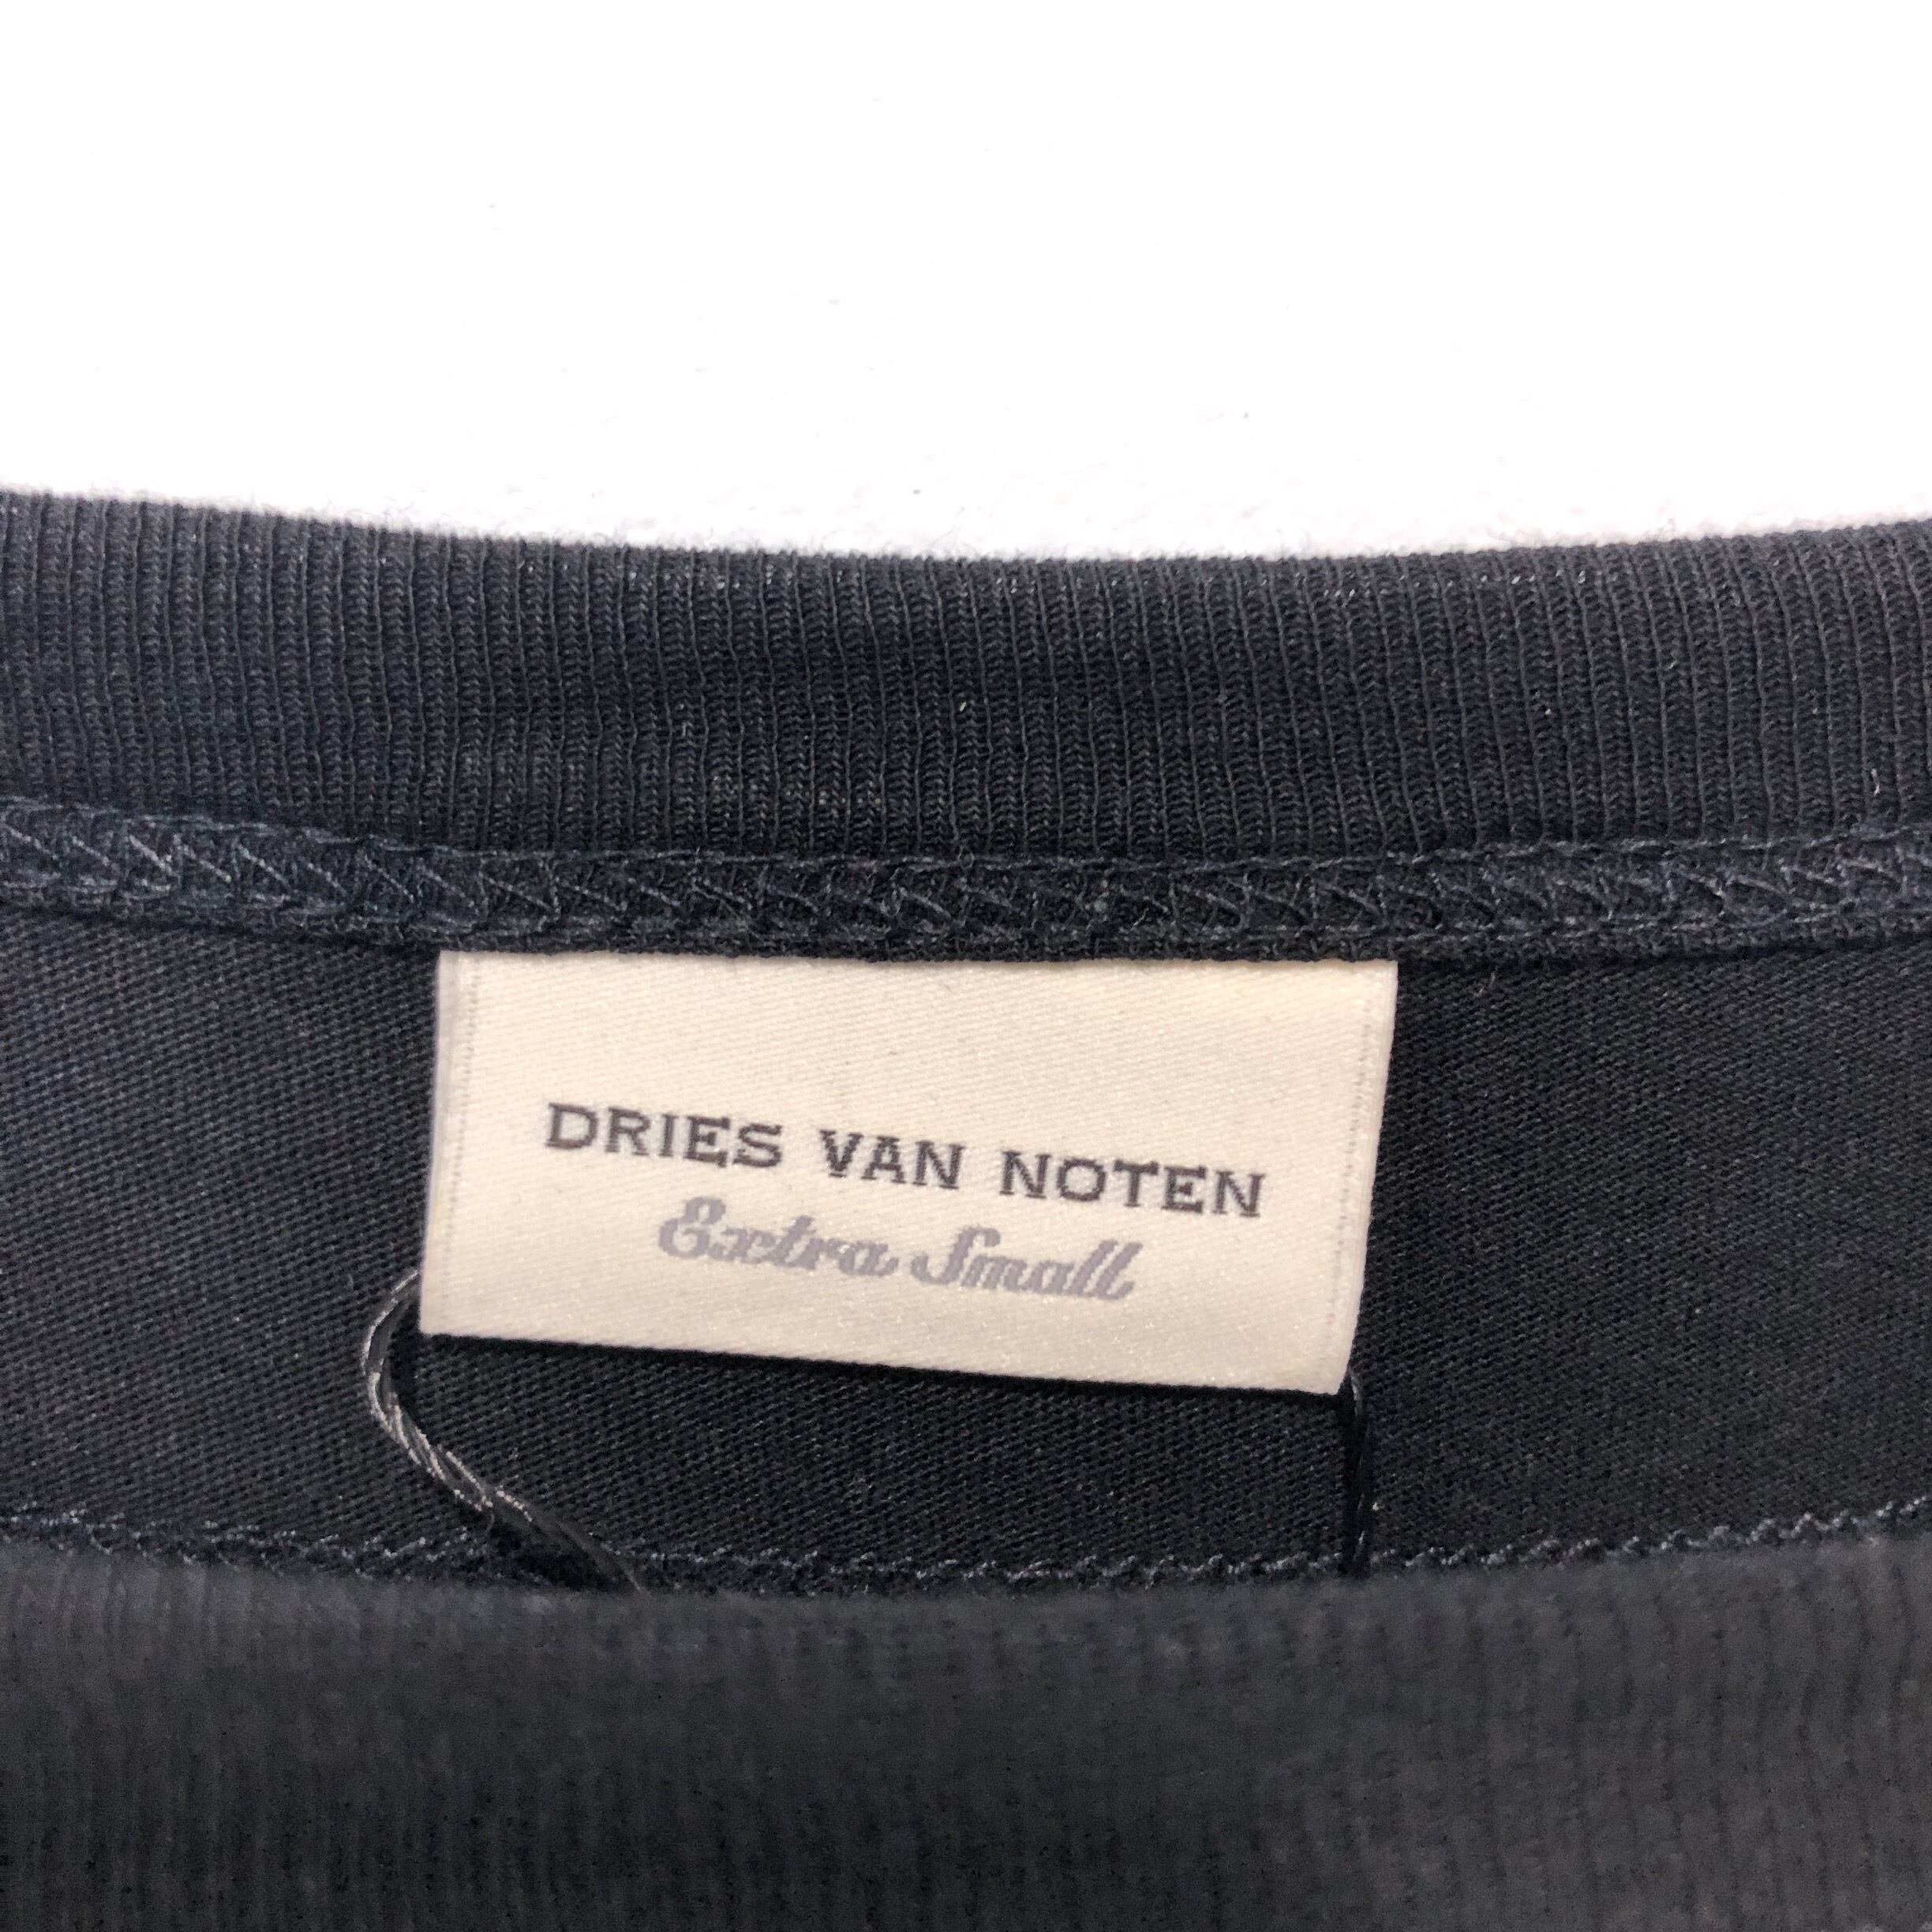 DRIES VAN NOTEN
Extra Small